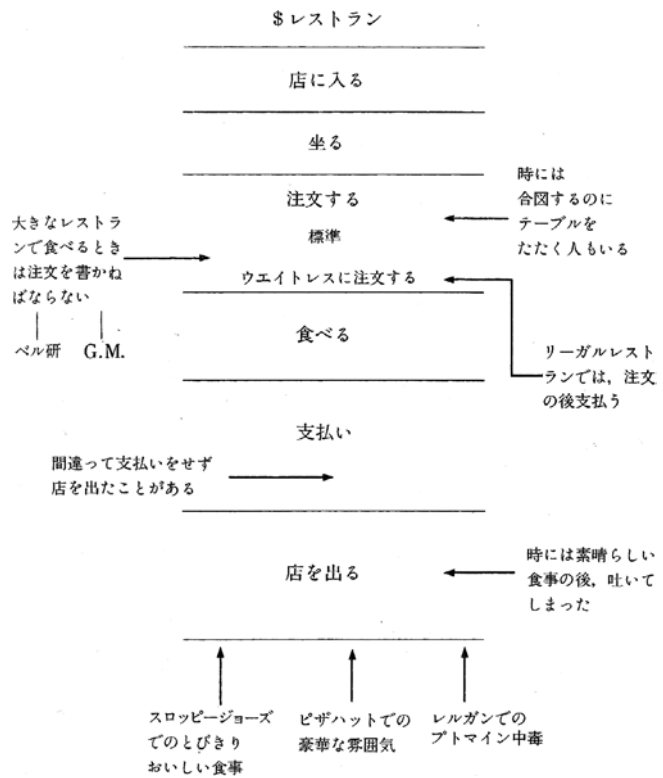 $レストラン
店に入る
坐る
注文する
標準
ウエイトレスに注文する
時には
合図するのに
テーブルを
たたく人もいる
大きなレストラ
ンで食べるとき
は注文を書かね
ばならない
ベル研 G.M.
食べる
リーガルレスト
ランでは,注文
の後支払う
支払い
間違って支払いをせず
店を出たことがある
店を出る
時には素晴らしい
食事の後,吐いて
しまった
スロッピージョーズ
でのとびきり
おいしい食事
ピザハットでの
豪華な雰囲気
レルガンでの
プトマイン中毒